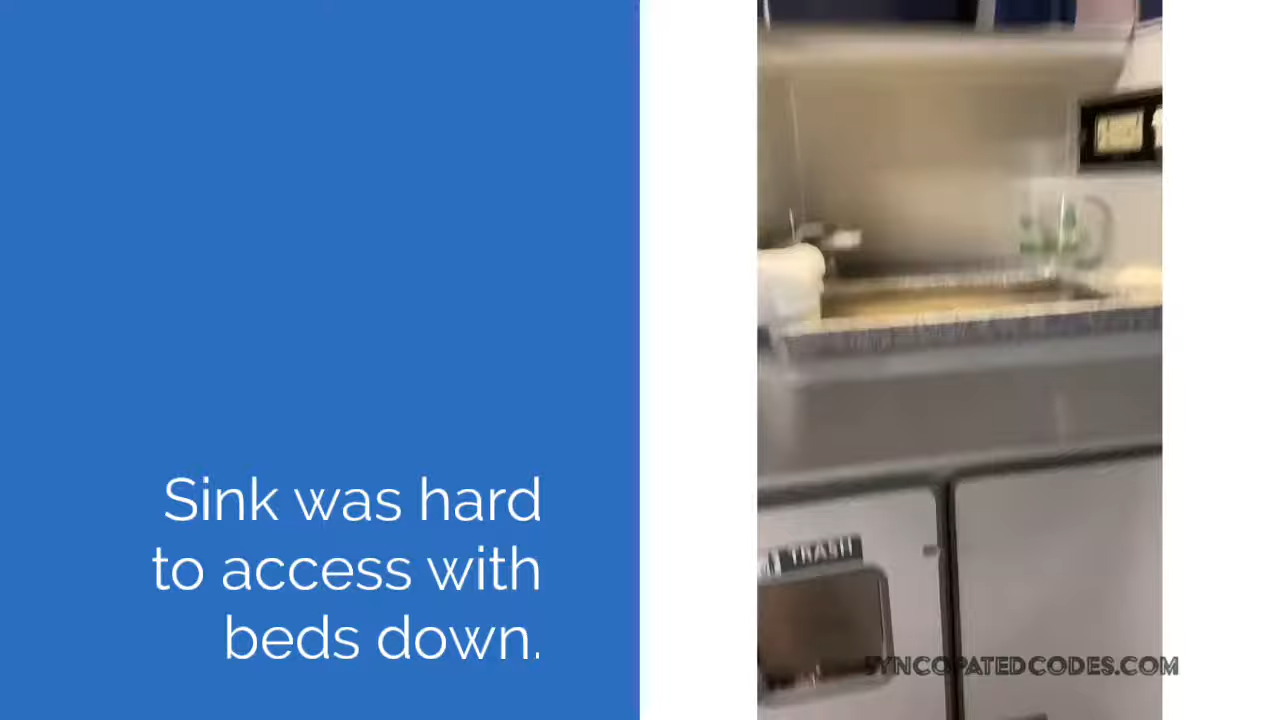 Sink was hard
to access with
beds down.
TRASH
SYNCOPATEDCODES.COM